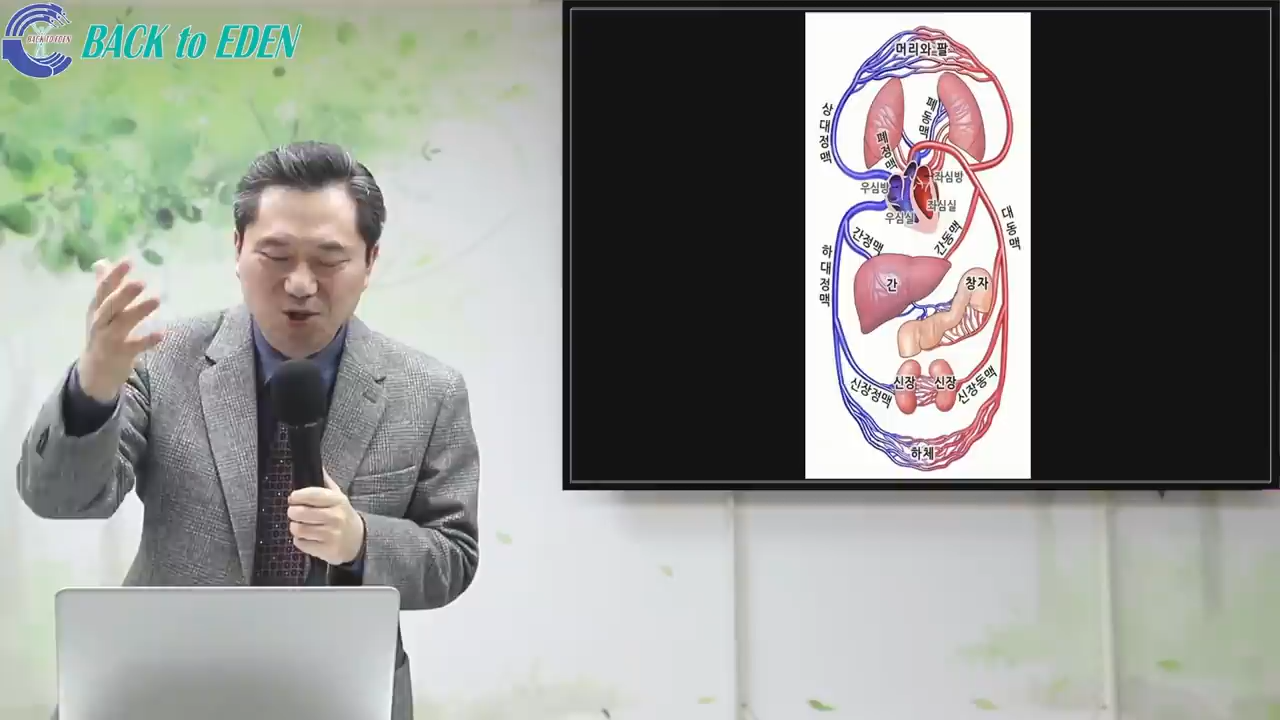 BACK TO EDEN
BACK to EDEN
머리와 팔
상대정맥
폐동맥
폐정맥
우심방
좌심방
우심실
좌심실
대동맥
간정맥
간동맥
하대정맥
간
창자
신장
신장
신장정맥
신장동맥
하체